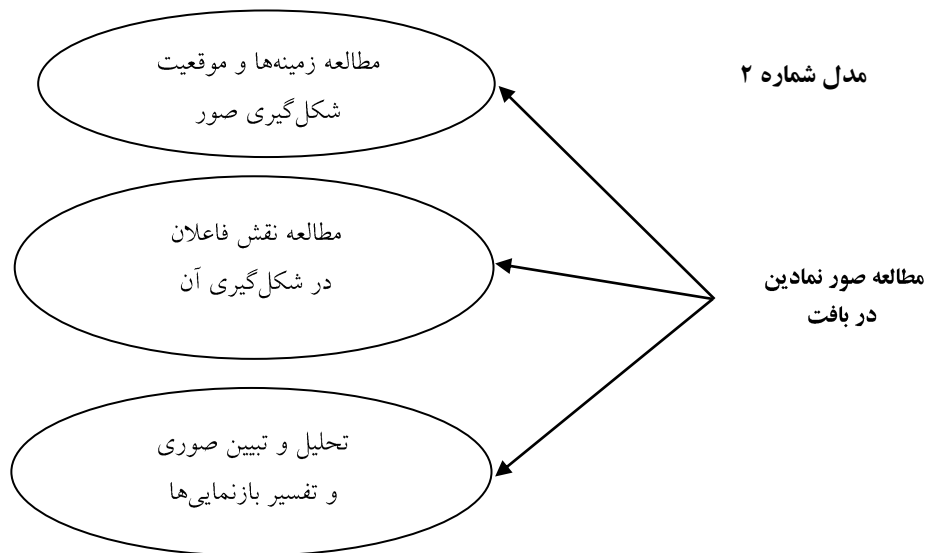 مدل شماره ۲
مطالعه زمینه‌ها و موقعیت
شکل‌گیری صور
مطالعه نقش فاعلان
در شکل‌گیری آن
مطالعه صور نمادین
در بافت
تحلیل و تبیین صوری
و تفسیر بازنمایی‌ها